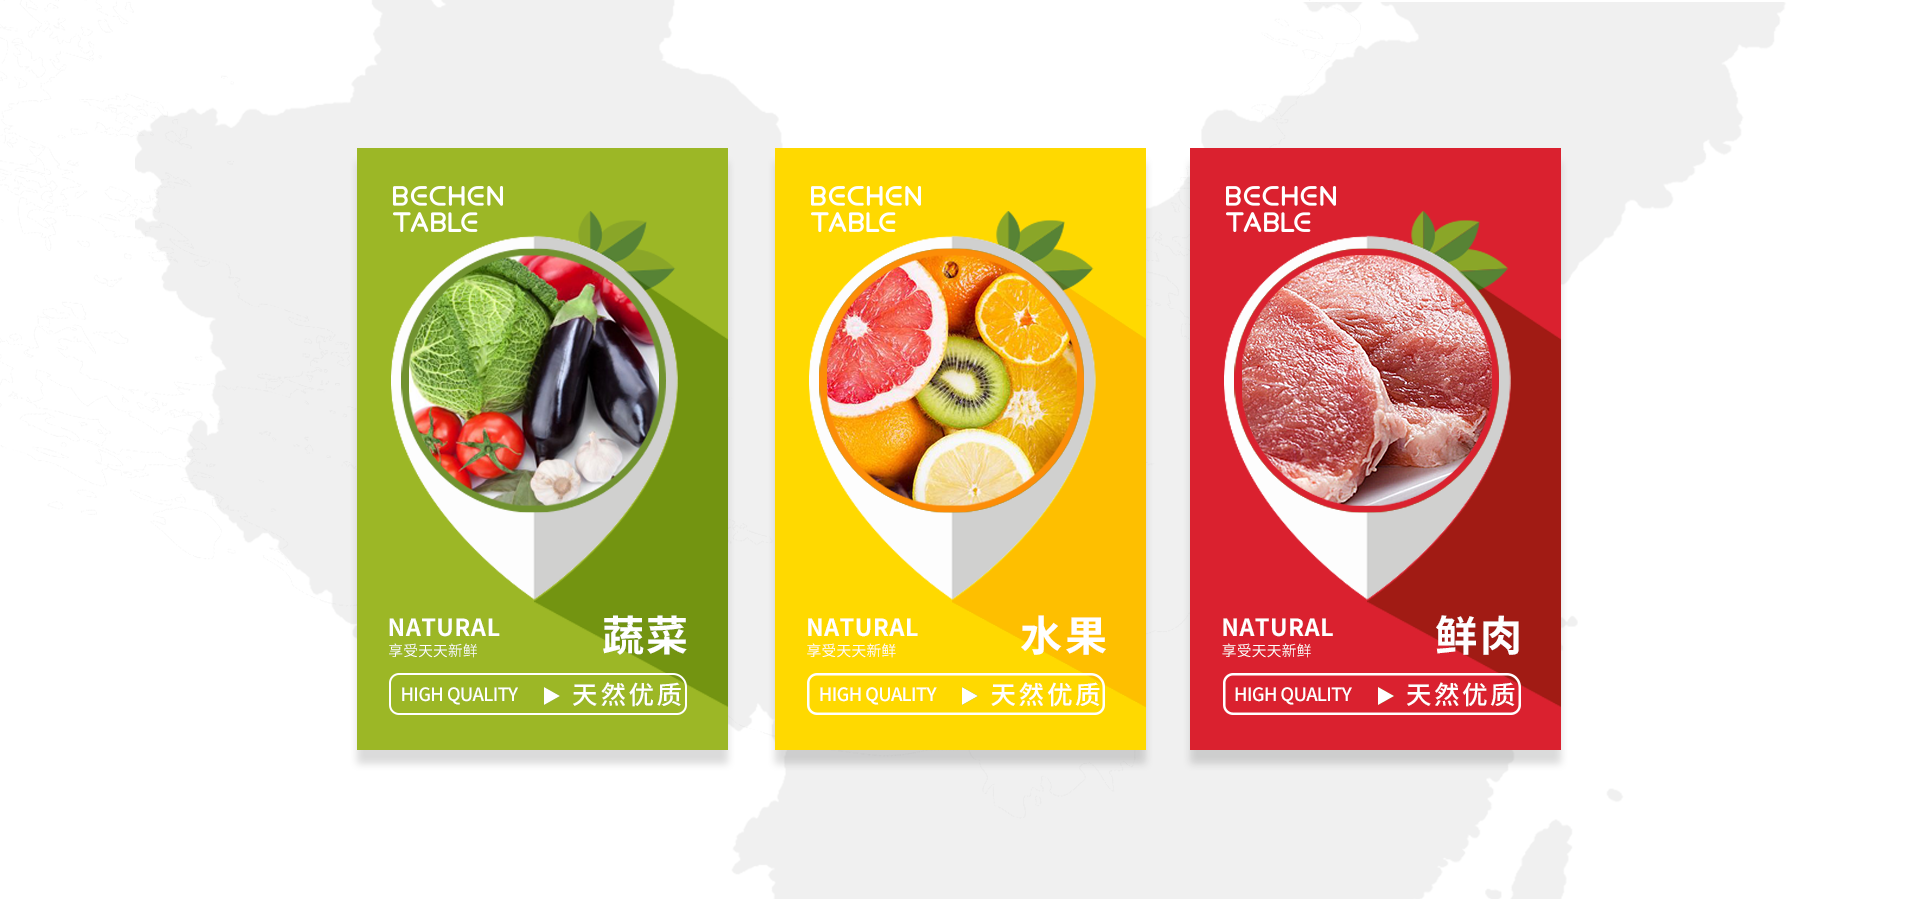 BECHEN
TABLE
NATURAL
享受天天新鲜
蔬菜
HIGH QUALITY
天然优质
BECHEN
TABLE
NATURAL
享受天天新鲜
水果
HIGH QUALITY
天然优质
BECHEN
TABLE
NATURAL
享受天天新鲜
鲜肉
HIGH QUALITY
天然优质